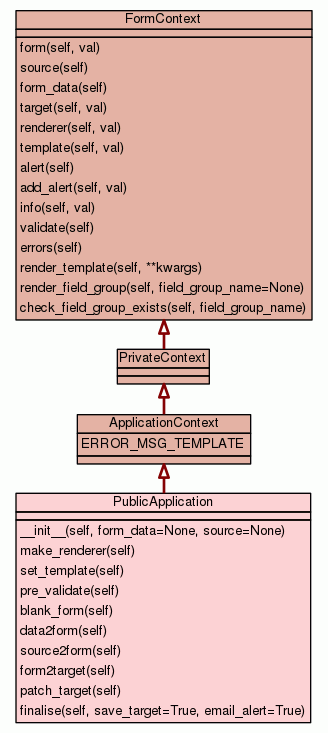 FormContext
form(self, val)
source(self)
form_data(self)
target(self, val)
renderer(self, val)
template(self, val)
alert(self)
add_alert(self, val)
info(self, val)
validate(self)
errors(self)
render_template(self, **kwargs)
render_field_group(self, field_group_name=None)
check_field_group_exists(self, field_group_name)
PrivateContext
ApplicationContext
ERROR_MSG_TEMPLATE
PublicApplication
__init__(self, form_data=None, source=None)
make_renderer(self)
set_template(self)
pre_validate(self)
blank_form(self)
data2form(self)
source2form(self)
form2target(self)
patch_target(self)
finalise(self, save_target=True, email_alert=True)